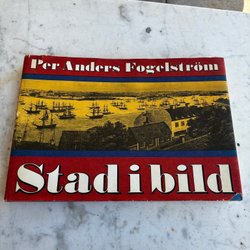 Per Anders Fogelström
Stad i bild